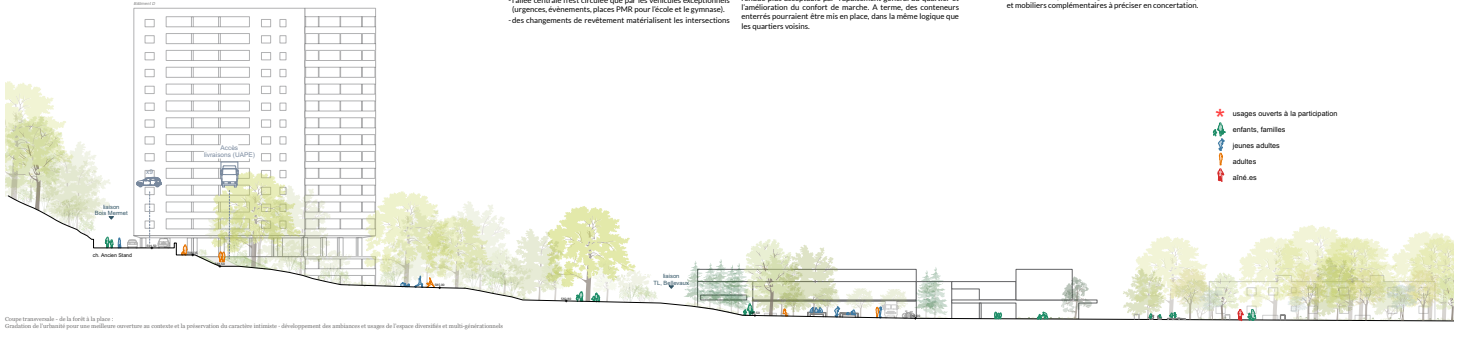 - l'allée centrale n'est circulée que par les véhicules exceptionnels
(urgences, évènements, places PMR pour l'école et le gymnase).
- des changements de revêtement matérialisent les intersections
l'amélioration du confort de marche. A terme, des conteneurs
enterrés pourraient être mis en place, dans la même logique que
les quartiers voisins.
et mobiliers complémentaires à préciser en concertation.
usages ouverts à la participation
enfants, familles
jeunes adultes
adultes
aîné.es
Accès
livraisons (UAPE)
x9
liaison
Bois Mermet
ch. Ancien Stand
liaison
TL, Bellevaux
Coupe transversale - de la forêt à la place :
Gradation de l'urbanité pour une meilleure ouverture au contexte et la préservation du caractère intimiste - développement des ambiances et usages de l'espace diversifiés et multi-générationnels